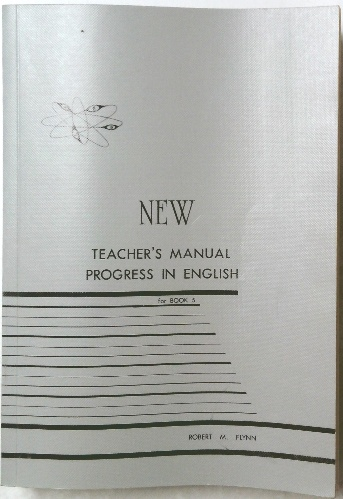 NEW
TEACHER'S MANUAL
PROGRESS IN ENGLISH
for BOOK 5
ROBERT M. FLYNN